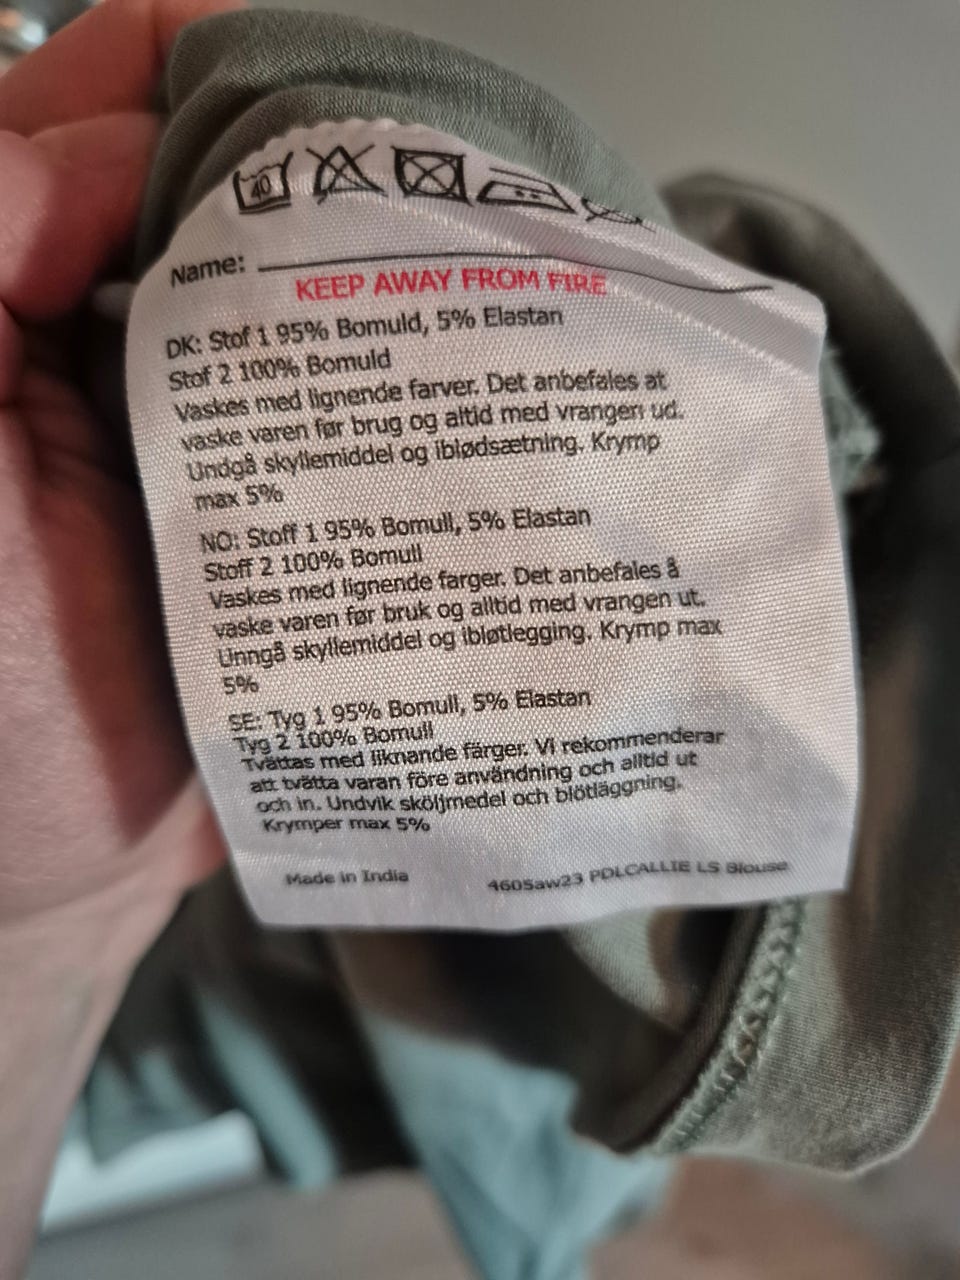 40
Name:
KEEP AWAY FROM FIRE
DK: Stof 1 95% Bomuld, 5% Elastan
Stof 2 100% Bomuld
Vaskes med lignende farver. Det anbefales at
vaske varen før brug og altid med vrangen ud.
Undgå skyllemiddel og iblødsætning. Krymp
max 5%
NO: Stoff 1 95% Bomull, 5% Elastan
Stoff 2 100% Bomull
Vaskes med lignende farger. Det anbefales å
vaske varen før bruk og alltid med vrangen ut.
Unngå skyllemiddel og ibløtlegging. Krymp max
5%
SE: Tyg 1 95% Bomull, 5% Elastan
Tyg 2 100% Bomull
Tvättas med liknande färger. Vi rekommenderar
att tvätta varan före användning och alltid ut
och in. Undvik sköljmedel och blötläggning.
Krymper max 5%
Made in India
4605aw23 PDLCALLIE LS Blouse